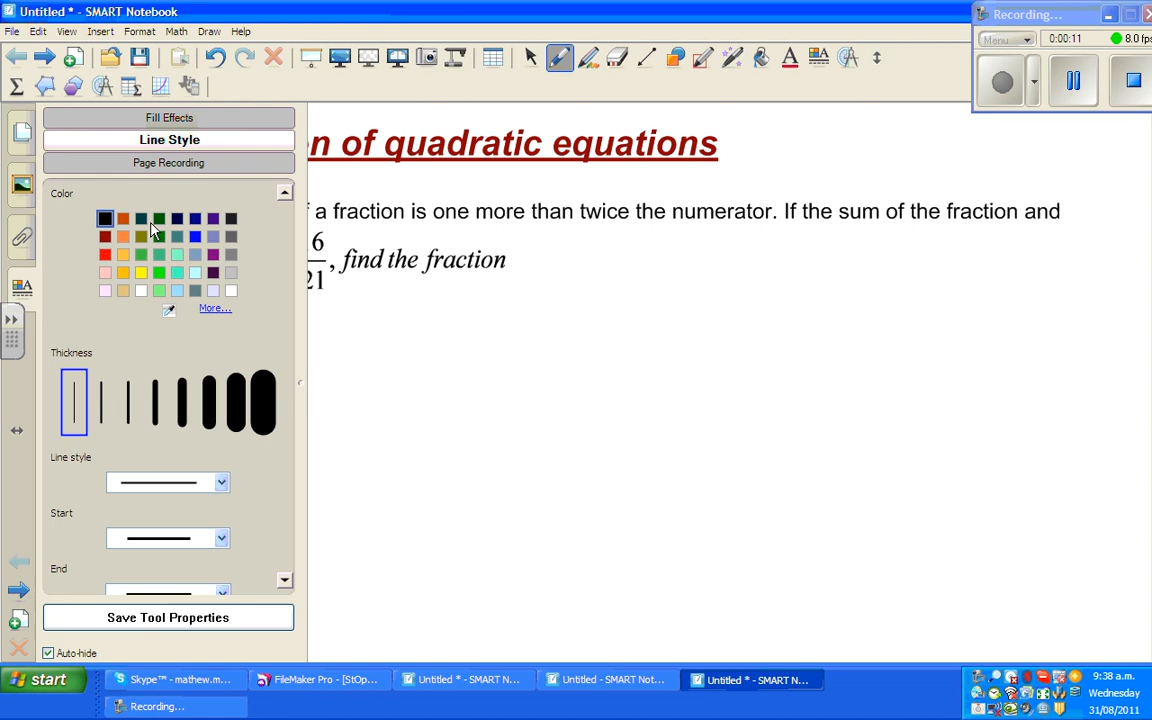 Untitled * - SMART Notebook
File Edit View Insert Format Math Draw Help
Recording...
Menu 0:00:11 8.0 fps
Fill Effects
Line Style
Page Recording
Color
More...
Thickness
Line style
Start
End
Save Tool Properties
Auto-hide
n of quadratic equations
f a fraction is one more than twice the numerator. If the sum of the fraction and
6
21 , find the fraction
start
Skype™ - mathew.m...
FileMaker Pro - [StOp...
Untitled * - SMART N...
Untitled - SMART Not...
Untitled * - SMART N...
Recording...
9:38 a.m.
Wednesday
31/08/2011